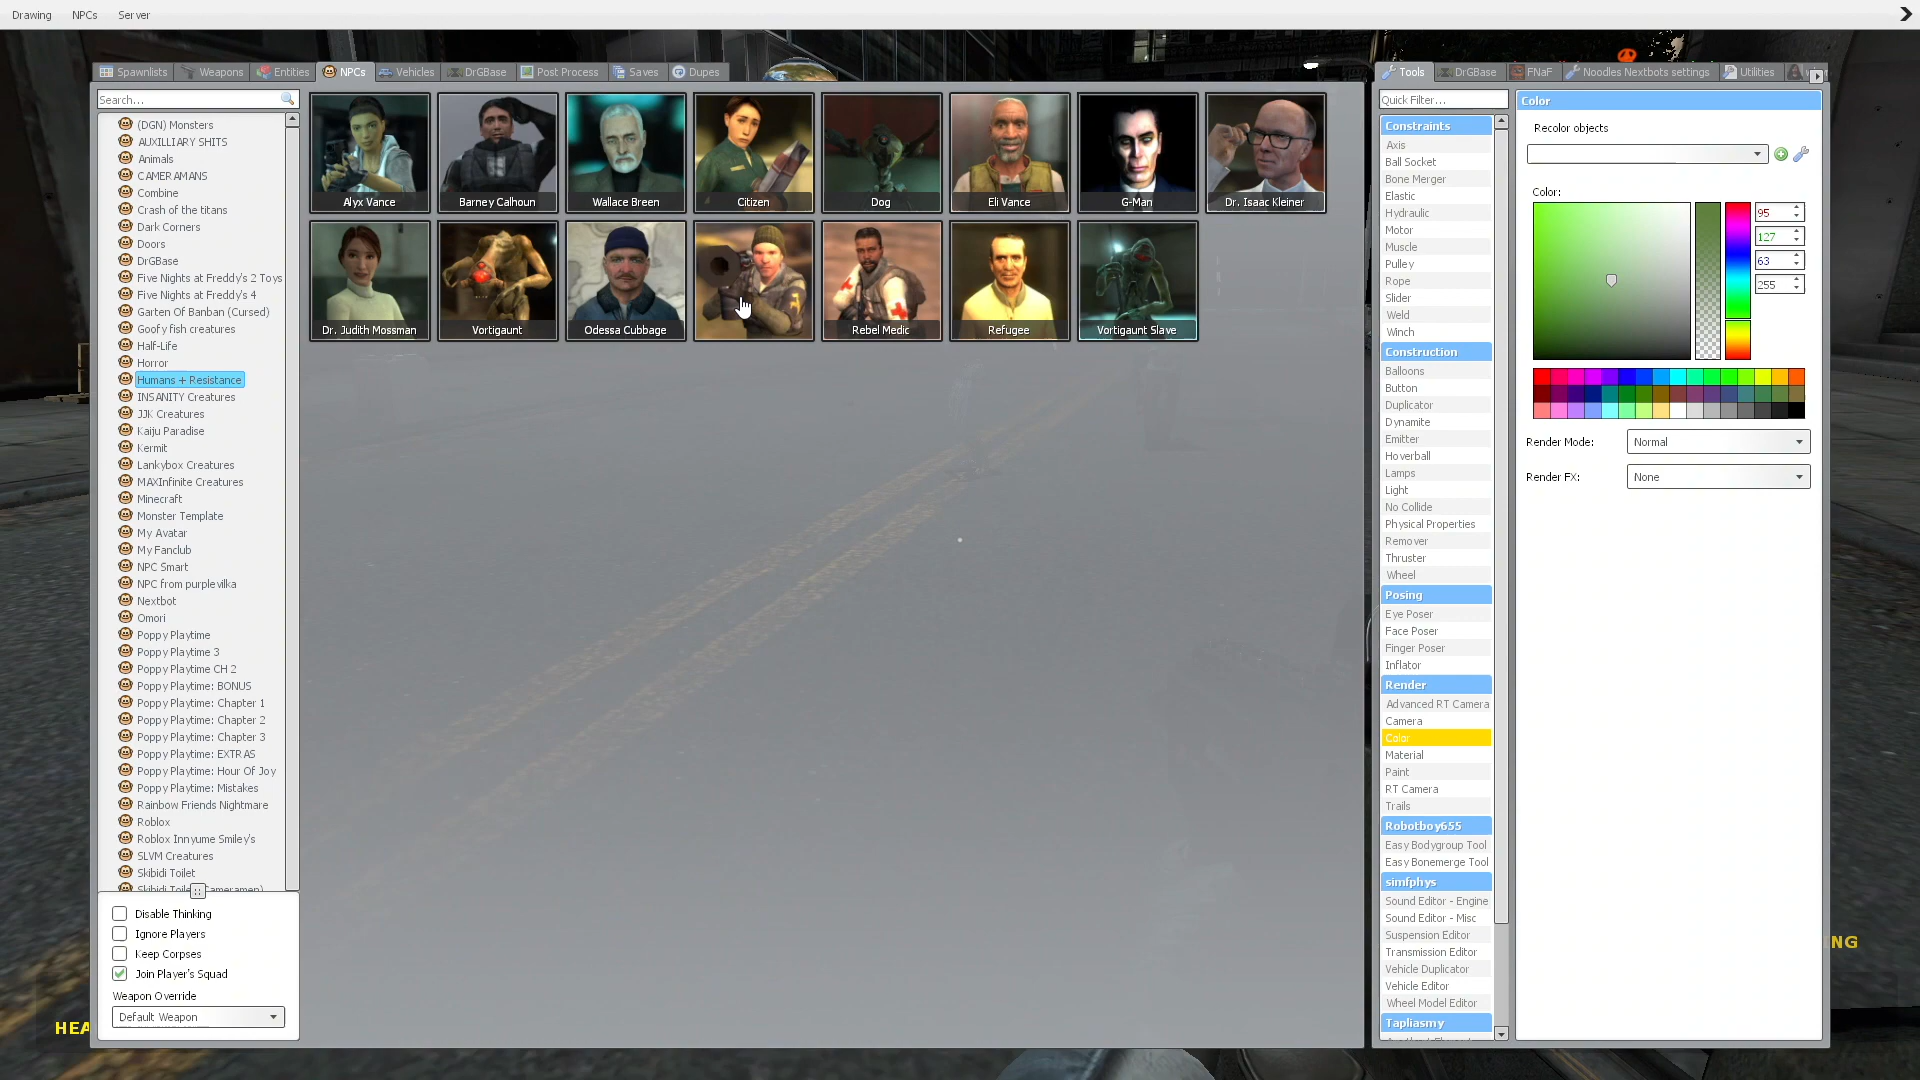 Drawing NPCs Server
Spawnlists Weapons Entities NPCs Vehicles DrGBase Post Process Saves Dupes
Search...
(DGN) Monsters
AUXILLIARY SHITS
Animals
CAMERAMANS
Combine
Crash of the titans
Dark Corners
Doors
DrGBase
Five Nights at Freddy's 2 Toys
Five Nights at Freddy's 4
Garten Of Banban (Cursed)
Goofy fish creatures
Half-Life
Horror
Humans + Resistance
INSANITY Creatures
JJK Creatures
Kaiju Paradise
Kermit
Lankybox Creatures
MAXInfinite Creatures
Minecraft
Monster Template
My Avatar
My Fanclub
NPC Smart
NPC from purplevilka
Nextbot
Omori
Poppy Playtime
Poppy Playtime 3
Poppy Playtime CH 2
Poppy Playtime: BONUS
Poppy Playtime: Chapter 1
Poppy Playtime: Chapter 2
Poppy Playtime: Chapter 3
Poppy Playtime: EXTRAS
Poppy Playtime: Hour Of Joy
Poppy Playtime: Mistakes
Rainbow Friends Nightmare
Roblox
Roblox Innyume Smiley's
SLVM Creatures
Skibidi Toilet
Disable Thinking
Ignore Players
Keep Corpses
Join Player's Squad
Weapon Override
Default Weapon
HEA
Alyx Vance Barney Calhoun Wallace Breen Citizen Dog Eli Vance G-Man Dr. Isaac Kleiner
Dr. Judith Mossman Vortigaunt Odessa Cubbage Rebel Medic Refugee Vortigaunt Slave
Tools DrGBase FNaF Noodles Nextbots settings Utilities
Quick Filter...
Constraints
Axis
Ball Socket
Bone Merger
Elastic
Hydraulic
Motor
Muscle
Pulley
Rope
Slider
Weld
Winch
Construction
Balloons
Button
Duplicator
Dynamite
Emitter
Hoverball
Lamps
Light
No Collide
Physical Properties
Remover
Thruster
Wheel
Posing
Eye Poser
Face Poser
Finger Poser
Inflator
Render
Advanced RT Camera
Camera
Color
Material
Paint
RT Camera
Trails
Robotboy655
Easy Bodygroup Tool
Easy Bonemerge Tool
simfphys
Sound Editor - Engine
Sound Editor - Misc
Suspension Editor
Transmission Editor
Vehicle Duplicator
Vehicle Editor
Wheel Model Editor
Tapliasmy
Color
Recolor objects
Color:
95
127
63
255
Render Mode: Normal
Render FX: None
NG